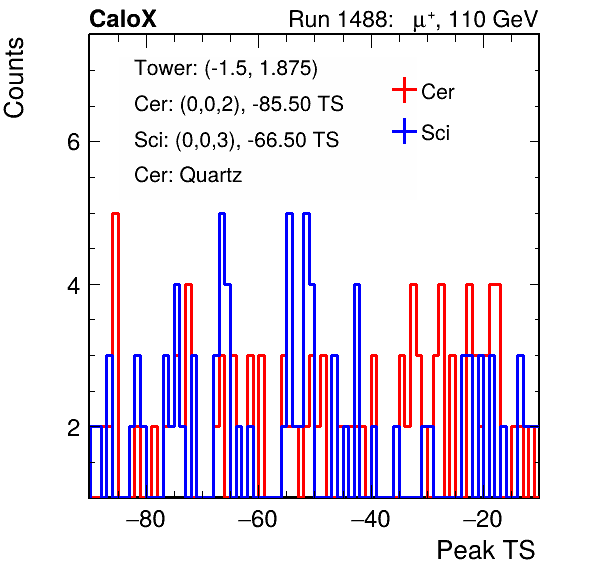 CaloX Run 1488: μ⁺, 110 GeV
Counts
Tower: (-1.5, 1.875)
Cer: (0,0,2), -85.50 TS
Sci: (0,0,3), -66.50 TS
Cer: Quartz
Cer
Sci
6
4
2
−80 −60 −40 −20
Peak TS